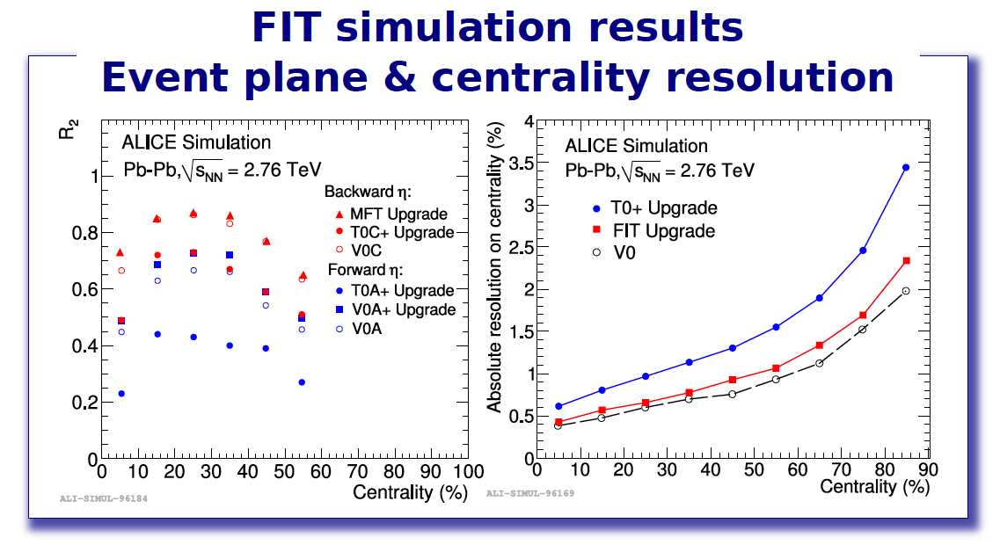 FIT simulation results
Event plane & centrality resolution
R2
ALICE Simulation
Pb-Pb, √sNN = 2.76 TeV
Backward η:
MFT Upgrade
T0C+ Upgrade
V0C
Forward η:
T0A+ Upgrade
V0A+ Upgrade
V0A
1
0.8
0.6
0.4
0.2
0
0 10 20 30 40 50 60 70 80 90 100
Centrality (%)
ALI-SIMUL-96184
Absolute resolution on centrality (%)
ALICE Simulation
Pb-Pb, √sNN = 2.76 TeV
T0+ Upgrade
FIT Upgrade
V0
4
3.5
3
2.5
2
1.5
1
0.5
0
0 10 20 30 40 50 60 70 80 90
Centrality (%)
ALI-SIMUL-96169